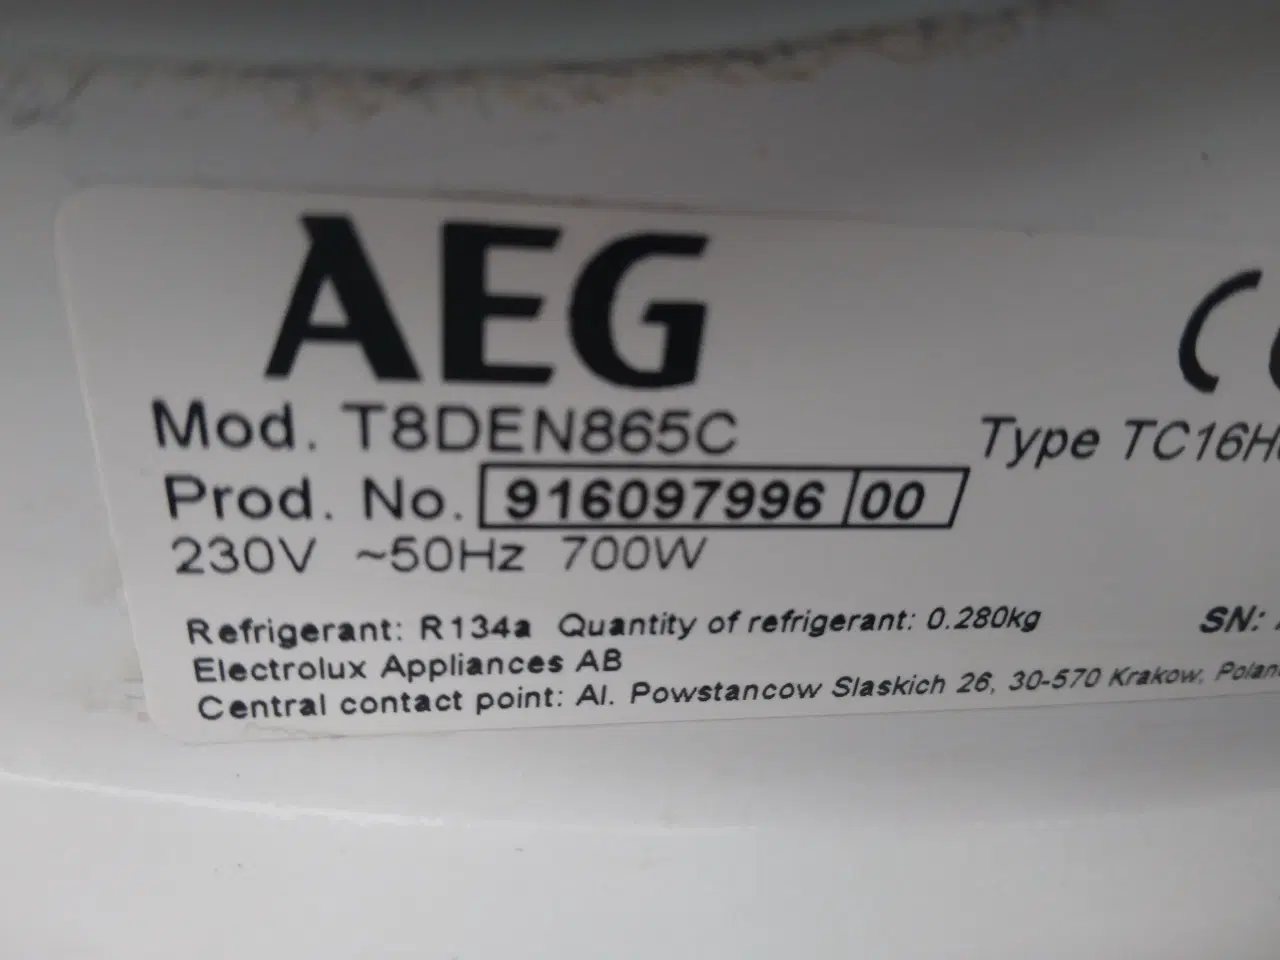 AEG
Mod. T8DEN865C
Type TC16H
Prod. No. 916097996 00
230V ~50Hz 700W
Refrigerant: R134a Quantity of refrigerant: 0.280kg
SN:
Electrolux Appliances AB
Central contact point: Al. Powstancow Slaskich 26, 30-570 Krakow, Polan